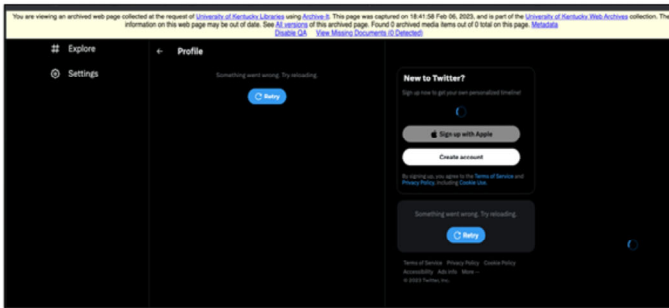 You are viewing an archived web page collected at the request of University of Kentucky Libraries using Archive-It. This page was captured on 18:41:58 Feb 06, 2023, and is part of the University of Kentucky Web Archives collection. The
information on this web page may be out of date. See All versions of this archived page. Found 0 archived media items out of 0 total on this page. Metadata
Disable QA View Missing Documents (0 Detected)
# Explore
Settings
← Profile
Something went wrong. Try reloading.
Retry
New to Twitter?
Sign up now to get your own personalized timeline!
Sign up with Apple
Create account
By signing up, you agree to the Terms of Service and
Privacy Policy, including Cookie Use.
Something went wrong. Try reloading.
Retry
Terms of Service Privacy Policy Cookie Policy
Accessibility Ads info More ···
© 2023 Twitter, Inc.